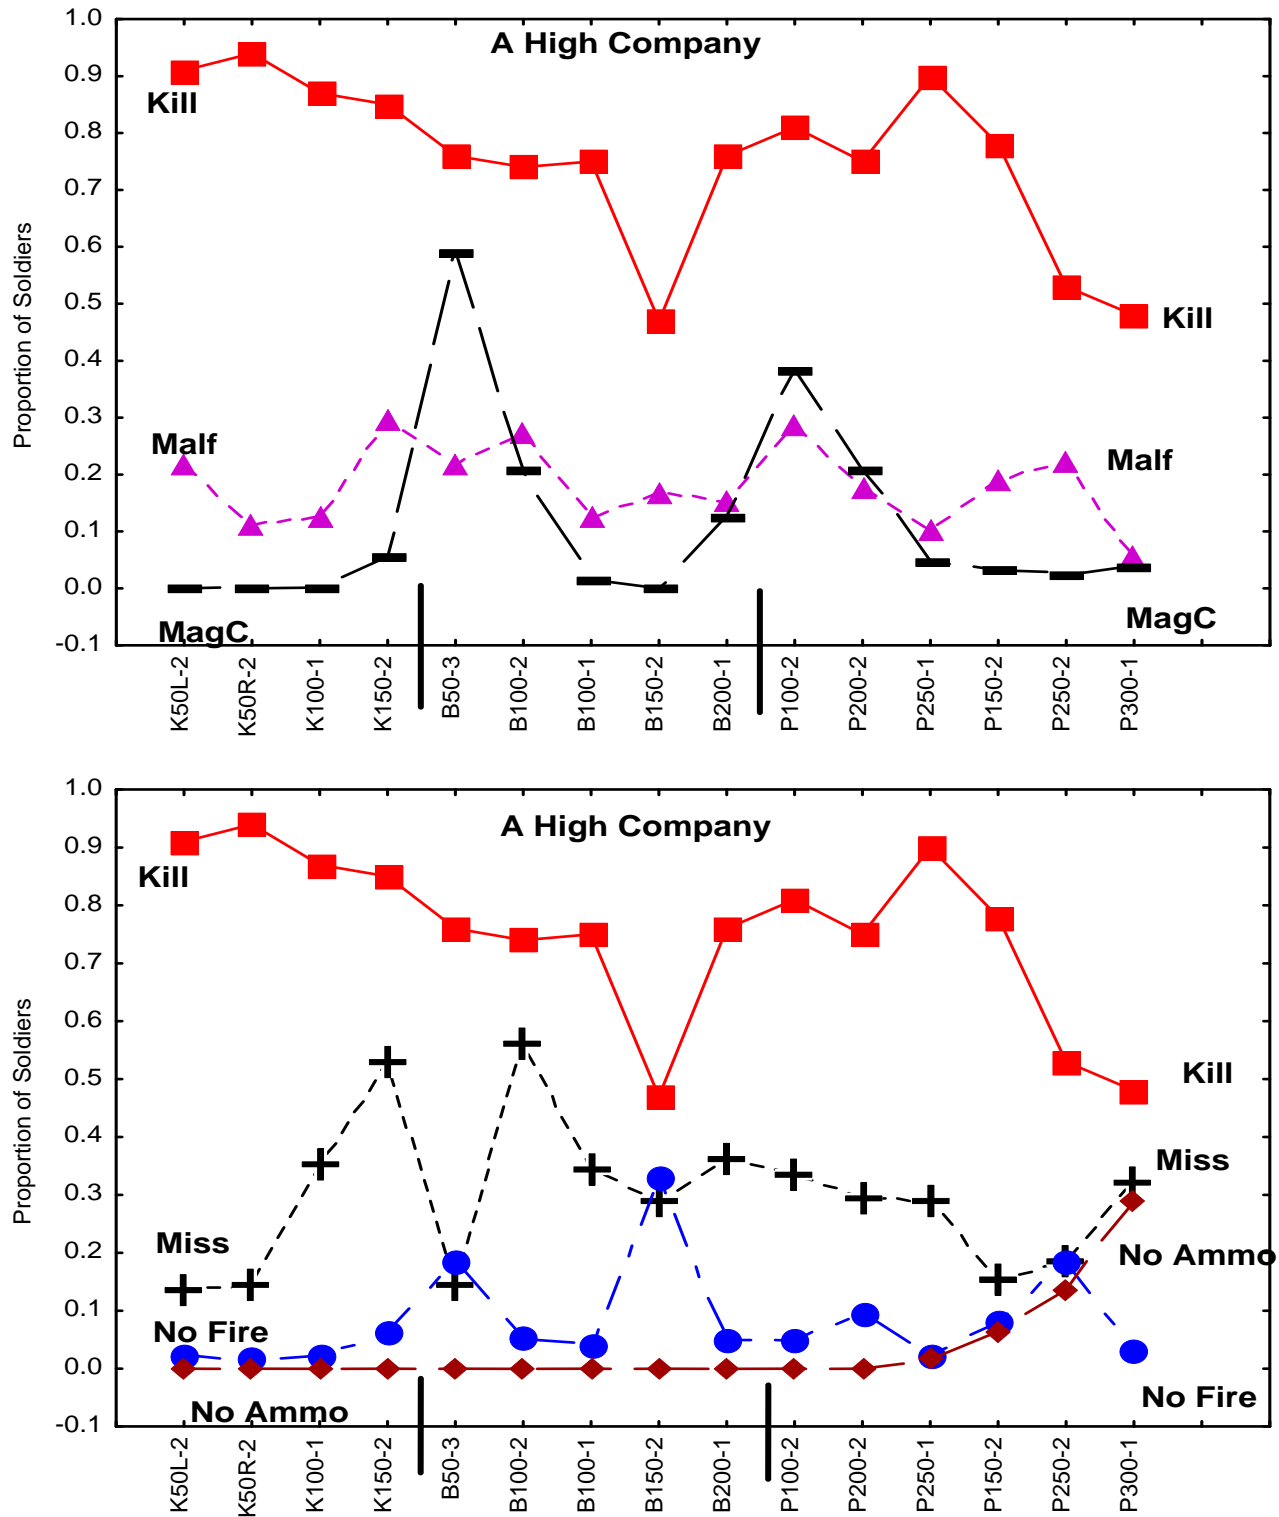 A High Company
1.0
0.9
0.8
0.7
0.6
0.5
0.4
0.3
0.2
0.1
0.0
-0.1
Proportion of Soldiers
Kill
Kill
Malf
Malf
MagC
MagC
K50L-2
K50R-2
K100-1
K150-2
B50-3
B100-2
B100-1
B150-2
B200-1
P100-2
P200-2
P250-1
P150-2
P250-2
P300-1
A High Company
1.0
0.9
0.8
0.7
0.6
0.5
0.4
0.3
0.2
0.1
0.0
-0.1
Proportion of Soldiers
Kill
Kill
Miss
Miss
No Ammo
No Fire
No Fire
No Ammo
K50L-2
K50R-2
K100-1
K150-2
B50-3
B100-2
B100-1
B150-2
B200-1
P100-2
P200-2
P250-1
P150-2
P250-2
P300-1